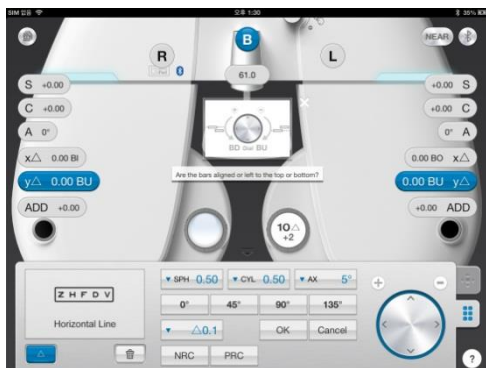 SIM 없음
오후 1:30
35%
B
NEAR
R
L
61.0
S +0.00
+0.00 S
C +0.00
+0.00 C
A 0°
0° A
BD Dial BU
x△ 0.00 BI
0.00 BO x△
Are the bars aligned or left to the top or bottom?
y△ 0.00 BU
0.00 BU y△
ADD +0.00
+0.00 ADD
10△
+2
▼ SPH 0.50 ▼ CYL 0.50 ▼ AX 5°
Z H F D V
0° 45° 90° 135°
Horizontal Line
▼ △0.1 OK Cancel
△
NRC PRC
?